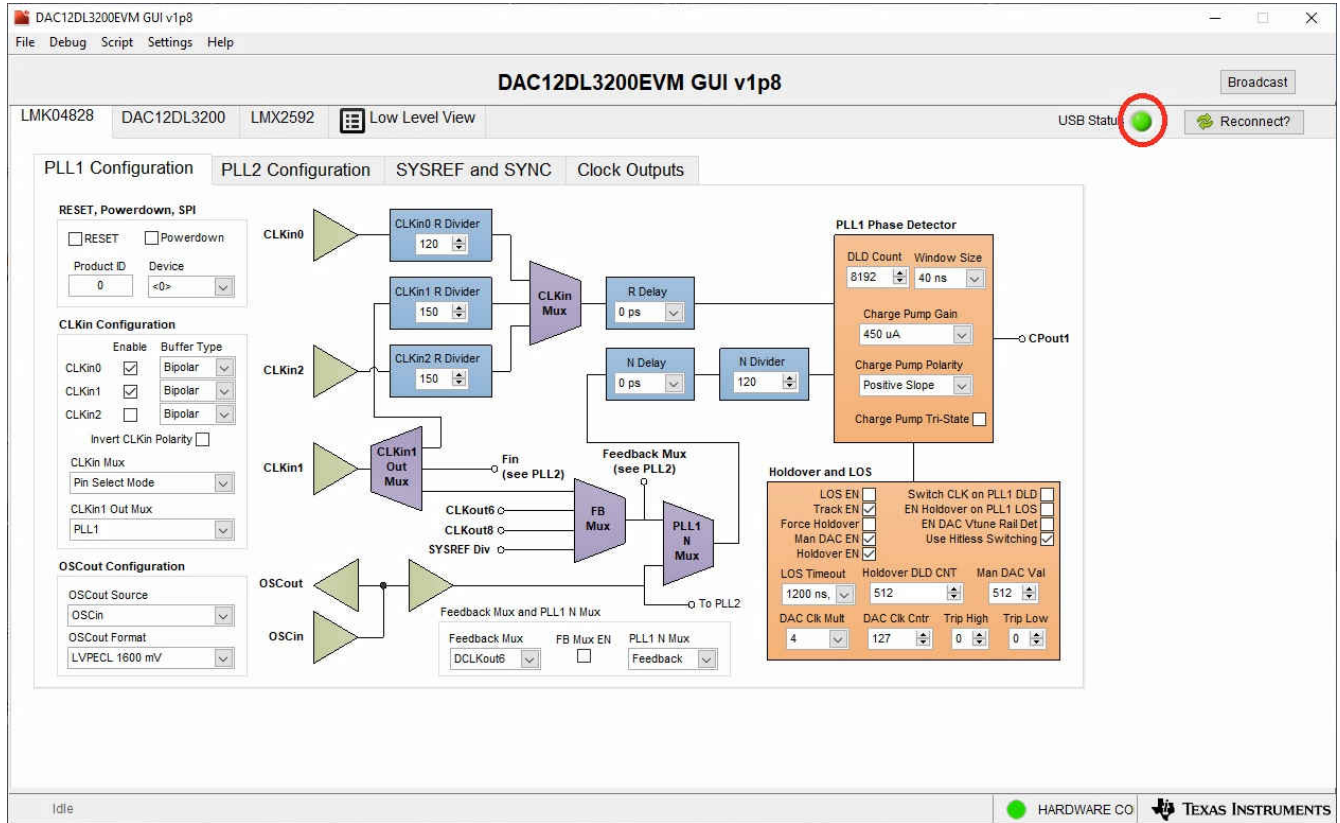 DAC12DL3200EVM GUI v1p8
File Debug Script Settings Help
DAC12DL3200EVM GUI v1p8
Broadcast
LMK04828 DAC12DL3200 LMX2592 Low Level View
USB Status
Reconnect?
PLL1 Configuration PLL2 Configuration SYSREF and SYNC Clock Outputs
RESET, Powerdown, SPI
RESET Powerdown
Product ID Device
0 <0>
CLKin Configuration
Enable Buffer Type
CLKin0 Bipolar
CLKin1 Bipolar
CLKin2 Bipolar
Invert CLKin Polarity
CLKin Mux
Pin Select Mode
CLKin1 Out Mux
PLL1
OSCout Configuration
OSCout Source
OSCin
OSCout Format
LVPECL 1600 mV
CLKin0
CLKin0 R Divider
120
CLKin1 R Divider
150
CLKin2
CLKin2 R Divider
150
CLKin
Mux
R Delay
0 ps
N Delay
0 ps
N Divider
120
CLKin1
CLKin1
Out
Mux
Fin
(see PLL2)
Feedback Mux
(see PLL2)
CLKout6
CLKout8
SYSREF Div
FB
Mux
PLL1
N
Mux
OSCout
OSCin
To PLL2
Feedback Mux and PLL1 N Mux
Feedback Mux FB Mux EN PLL1 N Mux
DCLKout6 Feedback
PLL1 Phase Detector
DLD Count Window Size
8192 40 ns
Charge Pump Gain
450 uA
Charge Pump Polarity
Positive Slope
Charge Pump Tri-State
CPout1
Holdover and LOS
LOS EN Switch CLK on PLL1 DLD
Track EN EN Holdover on PLL1 LOS
Force Holdover EN DAC Vtune Rail Det
Man DAC EN Use Hitless Switching
Holdover EN
LOS Timeout Holdover DLD CNT Man DAC Val
1200 ns, 512 512
DAC Clk Mult DAC Clk Cntr Trip High Trip Low
4 127 0 0
Idle
HARDWARE CO
TEXAS INSTRUMENTS